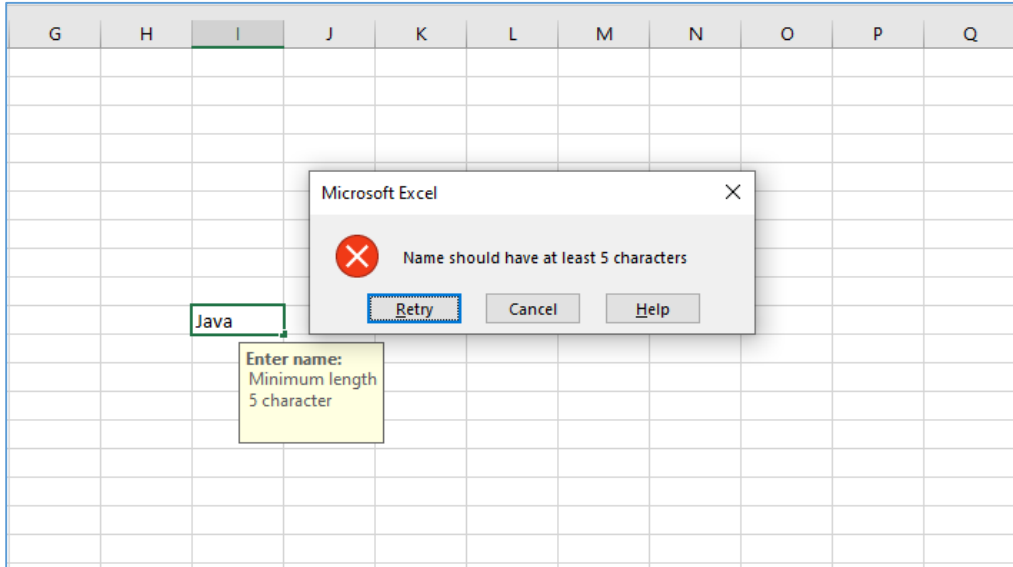 G H I J K L M N O P Q
Microsoft Excel
Name should have at least 5 characters
Retry Cancel Help
Java
Enter name:
Minimum length
5 character